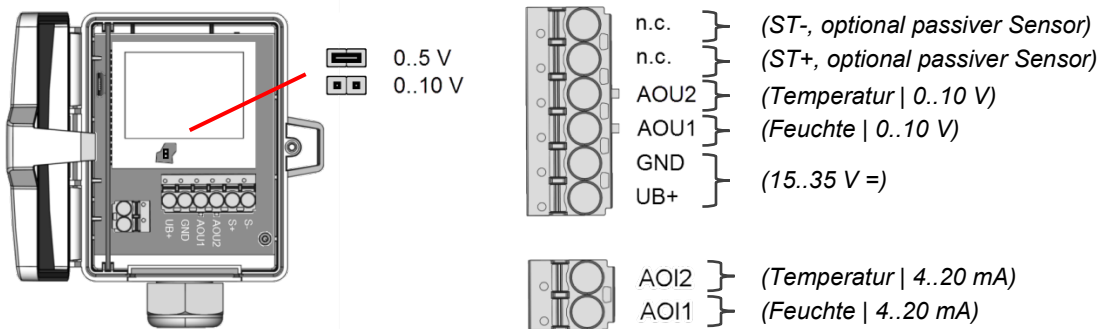 0..5 V
0..10 V
UB+
GND
AOU1
AOU2
S+
S-
n.c. (ST-, optional passiver Sensor)
n.c. (ST+, optional passiver Sensor)
AOU2 (Temperatur | 0..10 V)
AOU1 (Feuchte | 0..10 V)
GND
UB+ (15..35 V =)
AOI2 (Temperatur | 4..20 mA)
AOI1 (Feuchte | 4..20 mA)